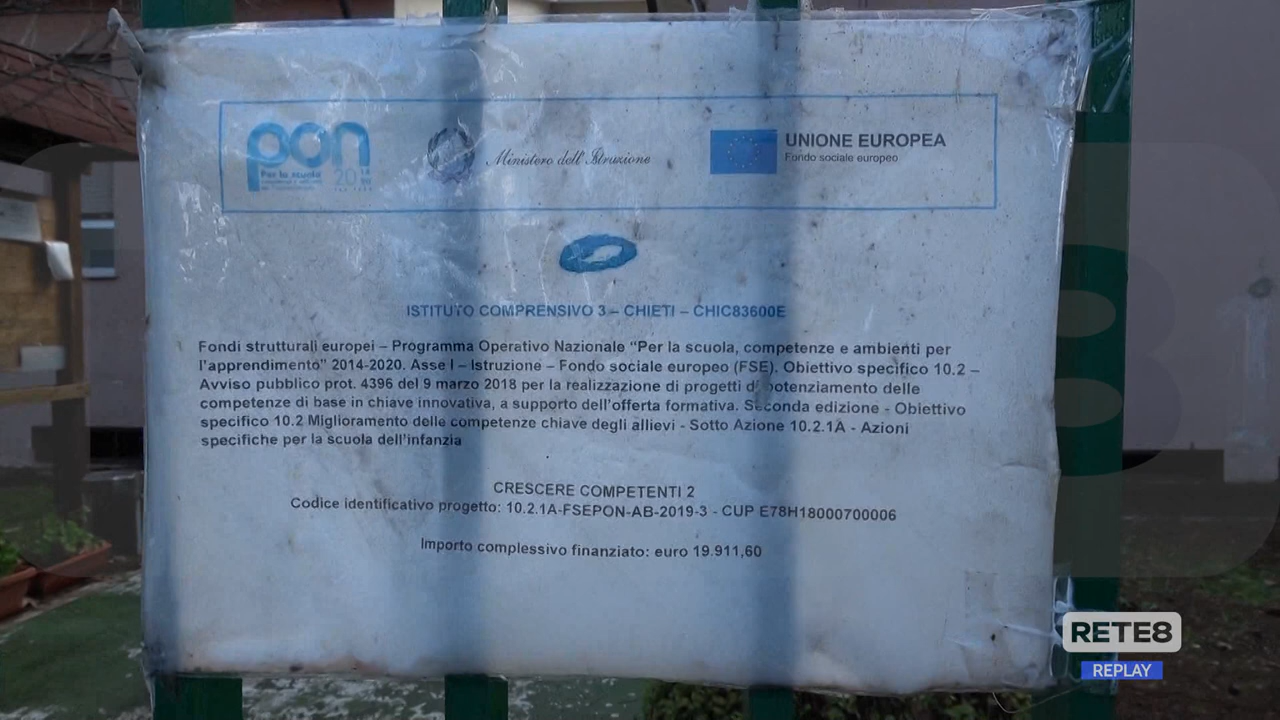 pon
Per la scuola
20
Ministero dell'Istruzione
UNIONE EUROPEA
Fondo sociale europeo
ISTITUTO COMPRENSIVO 3 – CHIETI – CHIC83600E
Fondi strutturali europei – Programma Operativo Nazionale "Per la scuola, competenze e ambienti per
l'apprendimento" 2014-2020. Asse I – Istruzione – Fondo sociale europeo (FSE). Obiettivo specifico 10.2 –
Avviso pubblico prot. 4396 del 9 marzo 2018 per la realizzazione di progetti di potenziamento delle
competenze di base in chiave innovativa, a supporto dell'offerta formativa. Seconda edizione - Obiettivo
specifico 10.2 Miglioramento delle competenze chiave degli allievi - Sotto Azione 10.2.1A - Azioni
specifiche per la scuola dell'infanzia
CRESCERE COMPETENTI 2
Codice identificativo progetto: 10.2.1A-FSEPON-AB-2019-3 - CUP E78H18000700006
Importo complessivo finanziato: euro 19.911,60
RETE8
REPLAY